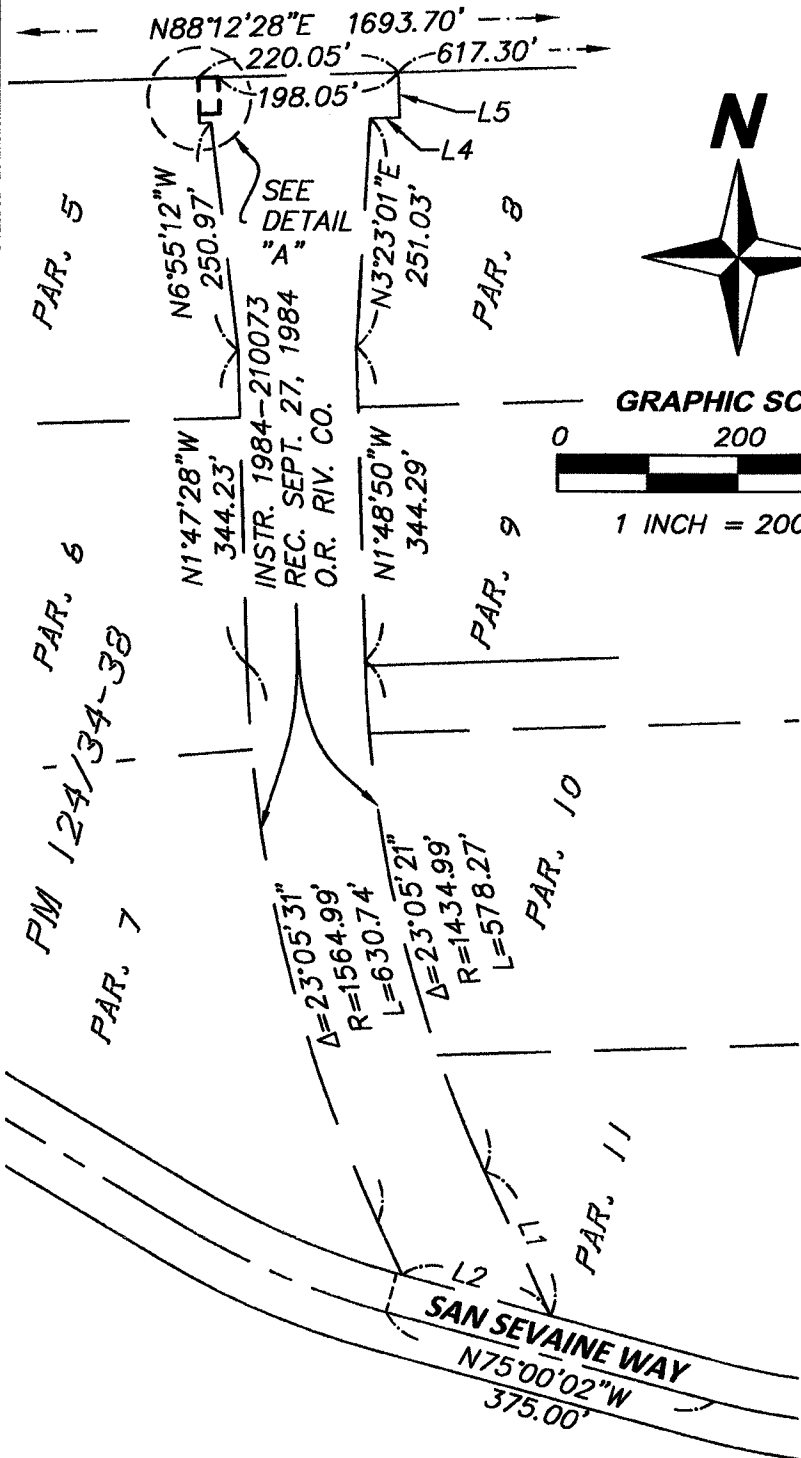 N88°12'28"E 1693.70'
220.05' 617.30'
198.05'
L5
L4
N
SEE
DETAIL
"A"
N6°55'12"W
250.97'
N3°23'01"E
251.03'
PAR. 5
PAR. 8
INSTR. 1984-210073
REC. SEPT. 27, 1984
O.R. RIV. CO.
GRAPHIC SC
0 200
1 INCH = 200
N1°47'28"W
344.23'
N1°48'50"W
344.29'
PAR. 6
PAR. 9
PM 124/34-38
PAR. 7
PAR. 10
Δ=23°05'31"
R=1564.99'
L=630.74'
Δ=23°05'21"
R=1434.99'
L=578.27'
PAR. 11
L1
L2
SAN SEVAINE WAY
N75°00'02"W
375.00'